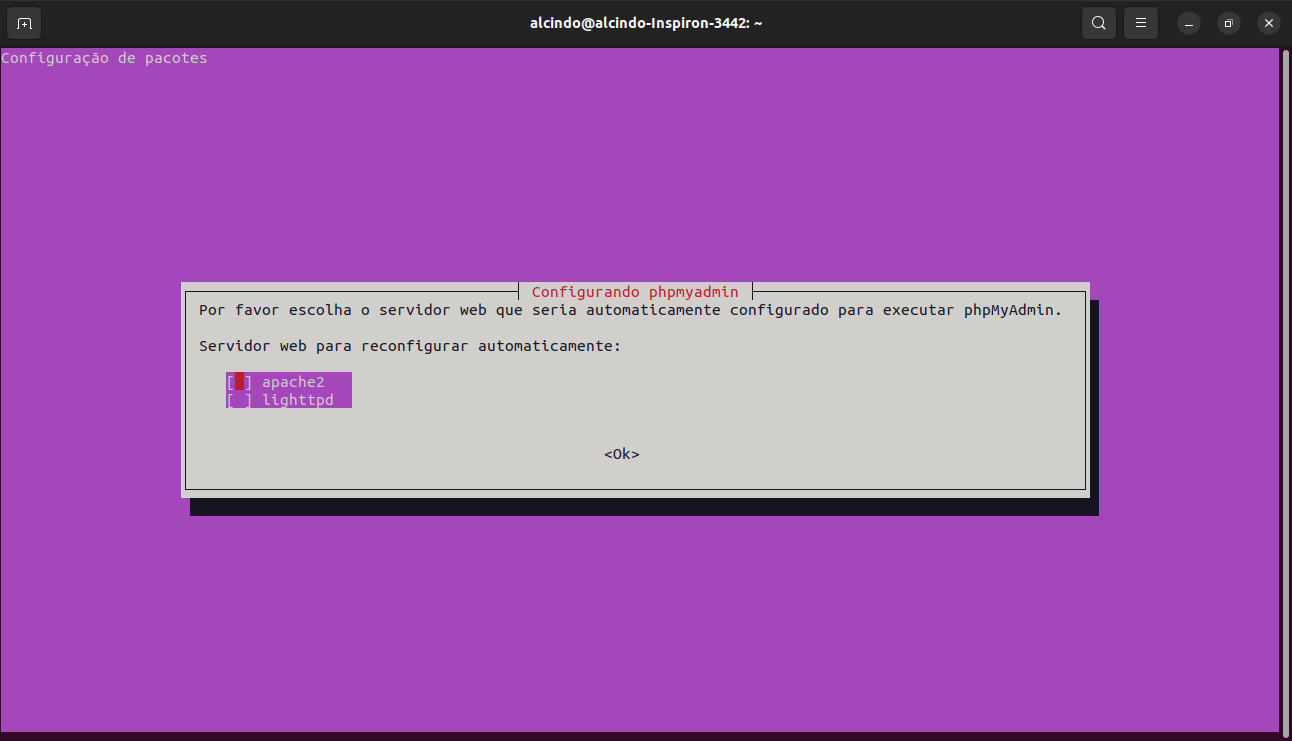 alcindo@alcindo-Inspiron-3442: ~
Configuração de pacotes
Configurando phpmyadmin
Por favor escolha o servidor web que seria automaticamente configurado para executar phpMyAdmin.
Servidor web para reconfigurar automaticamente:
[ ] apache2
[ ] lighttpd
<Ok>